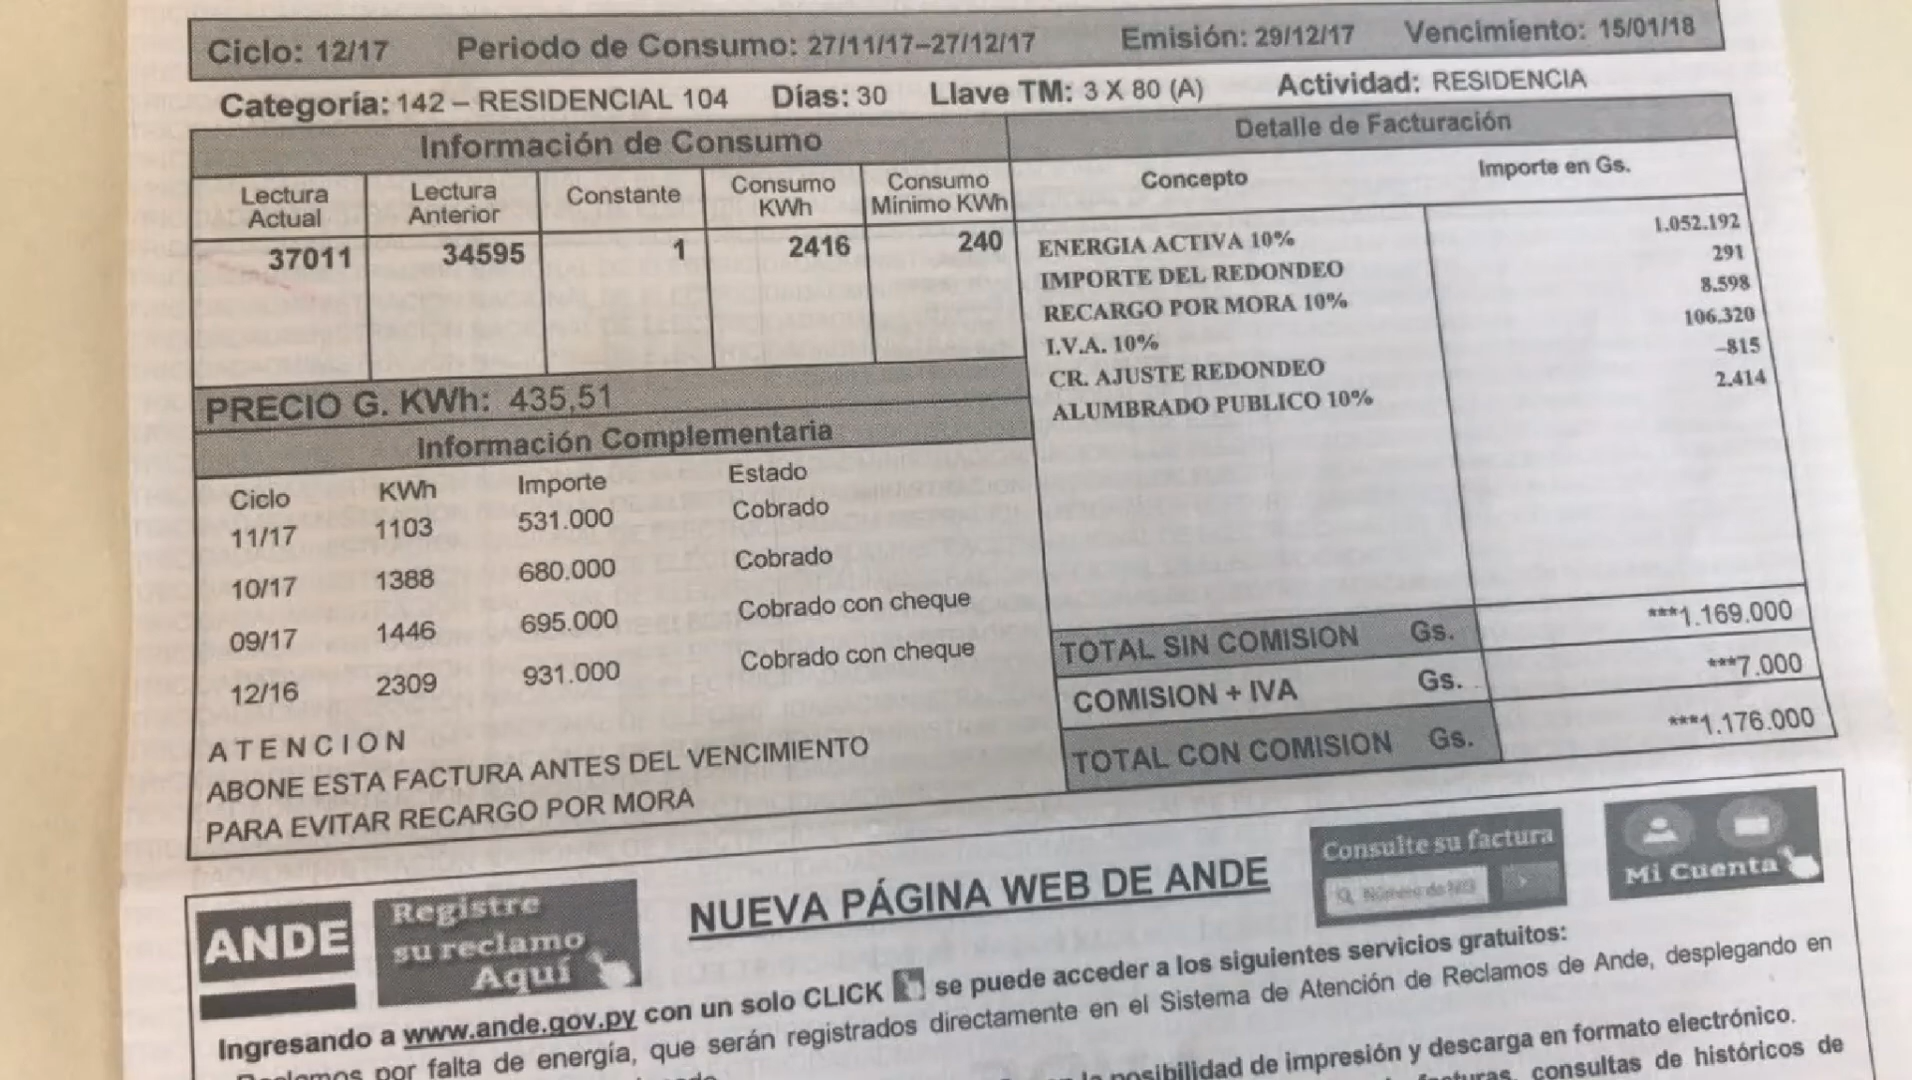 Ciclo: 12/17 Periodo de Consumo: 27/11/17–27/12/17 Emisión: 29/12/17 Vencimiento: 15/01/18
Categoría: 142 – RESIDENCIAL 104 Días: 30 Llave TM: 3 X 80 (A) Actividad: RESIDENCIA
Información de Consumo
Lectura Actual Lectura Anterior Constante Consumo KWh Consumo Mínimo KWh
37011 34595 1 2416 240
PRECIO G. KWh: 435,51
Información Complementaria
Ciclo KWh Importe Estado
11/17 1103 531.000 Cobrado
10/17 1388 680.000 Cobrado
09/17 1446 695.000 Cobrado con cheque
12/16 2309 931.000 Cobrado con cheque
ATENCION
ABONE ESTA FACTURA ANTES DEL VENCIMIENTO
PARA EVITAR RECARGO POR MORA
Detalle de Facturación
Concepto Importe en Gs.
ENERGIA ACTIVA 10% 1.052.192
IMPORTE DEL REDONDEO 291
RECARGO POR MORA 10% 8.598
I.V.A. 10% 106.320
CR. AJUSTE REDONDEO –815
ALUMBRADO PUBLICO 10% 2.414
TOTAL SIN COMISION Gs. ***1.169.000
COMISION + IVA Gs. ***7.000
TOTAL CON COMISION Gs. ***1.176.000
ANDE
Registre
su reclamo
Aquí
NUEVA PÁGINA WEB DE ANDE
Consulte su factura
Mi Cuenta
Ingresando a www.ande.gov.py con un solo CLICK se puede acceder a los siguientes servicios gratuitos:
por falta de energía, que serán registrados directamente en el Sistema de Atención de Reclamos de Ande, desplegando en
posibilidad de impresión y descarga en formato electrónico.
consultas de históricos de